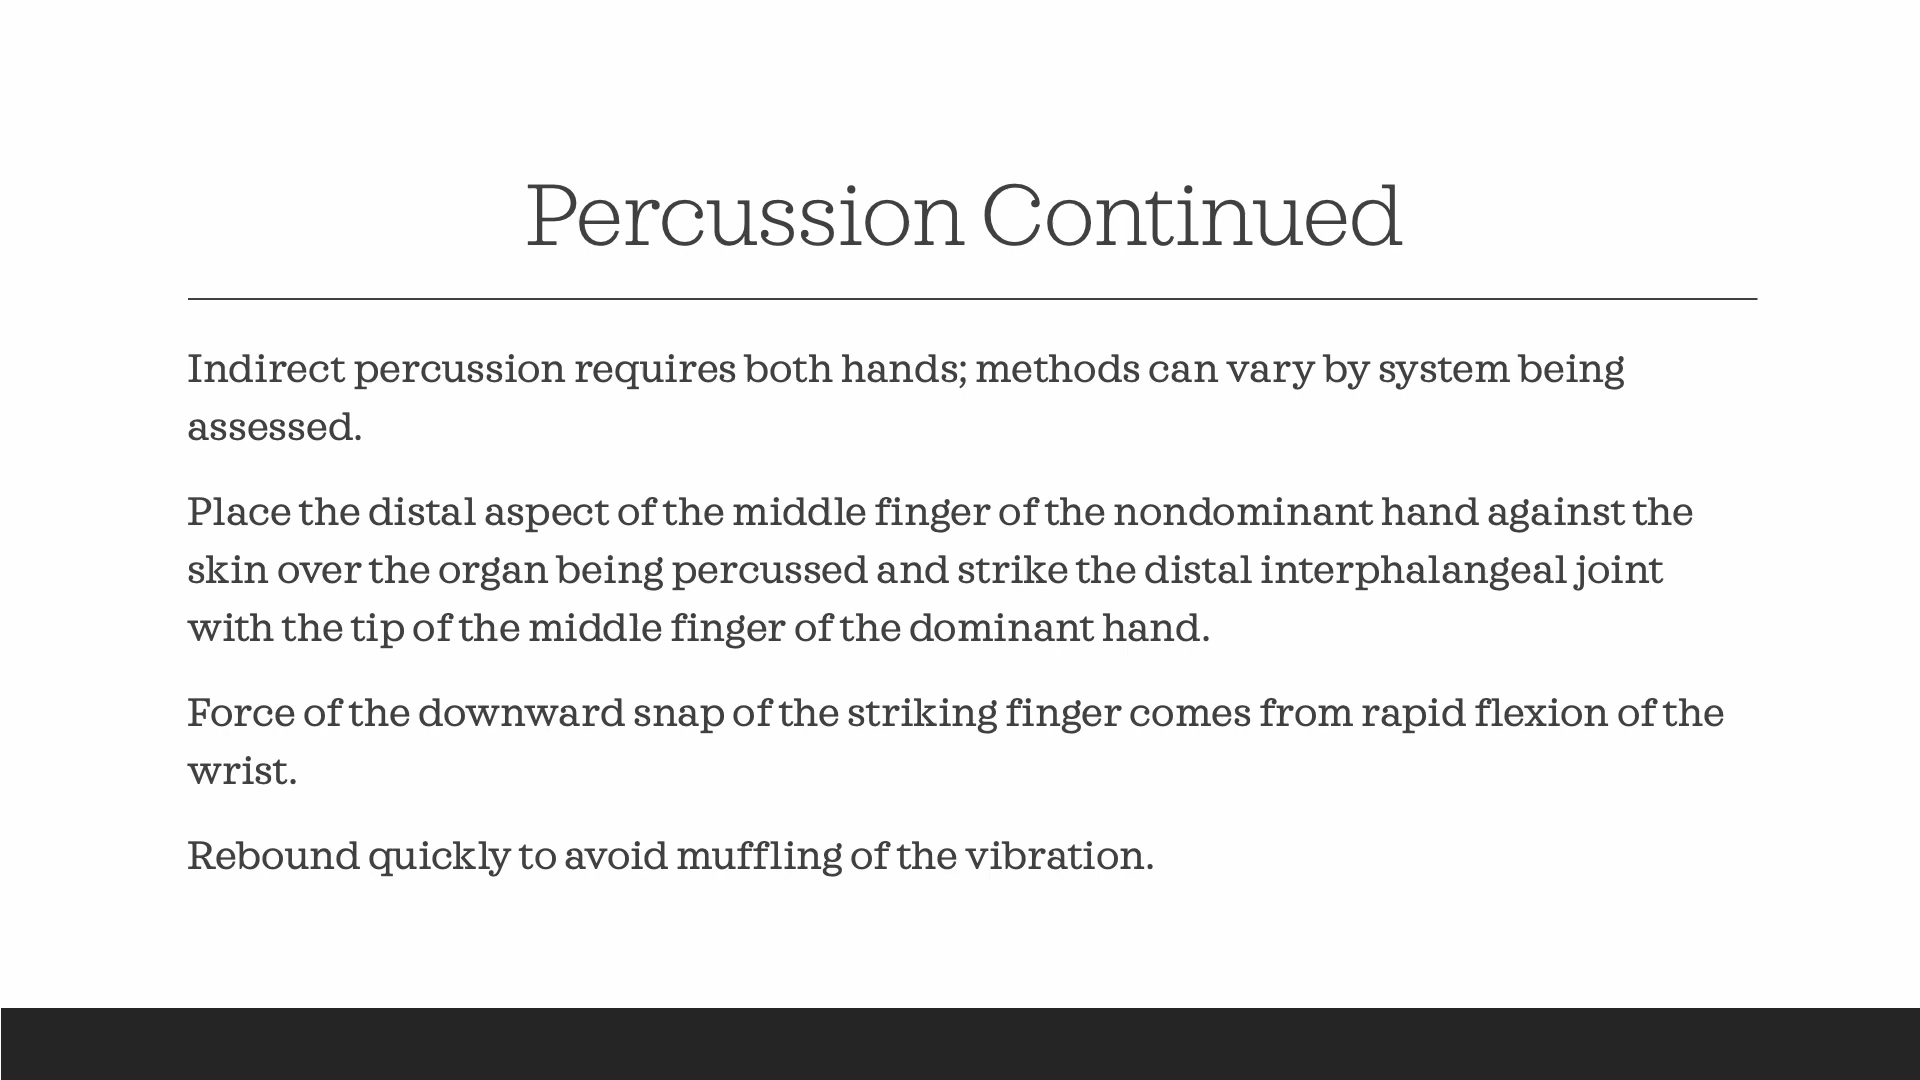 Percussion Continued
Indirect percussion requires both hands; methods can vary by system being
assessed.
Place the distal aspect of the middle finger of the nondominant hand against the
skin over the organ being percussed and strike the distal interphalangeal joint
with the tip of the middle finger of the dominant hand.
Force of the downward snap of the striking finger comes from rapid flexion of the
wrist.
Rebound quickly to avoid muffling of the vibration.